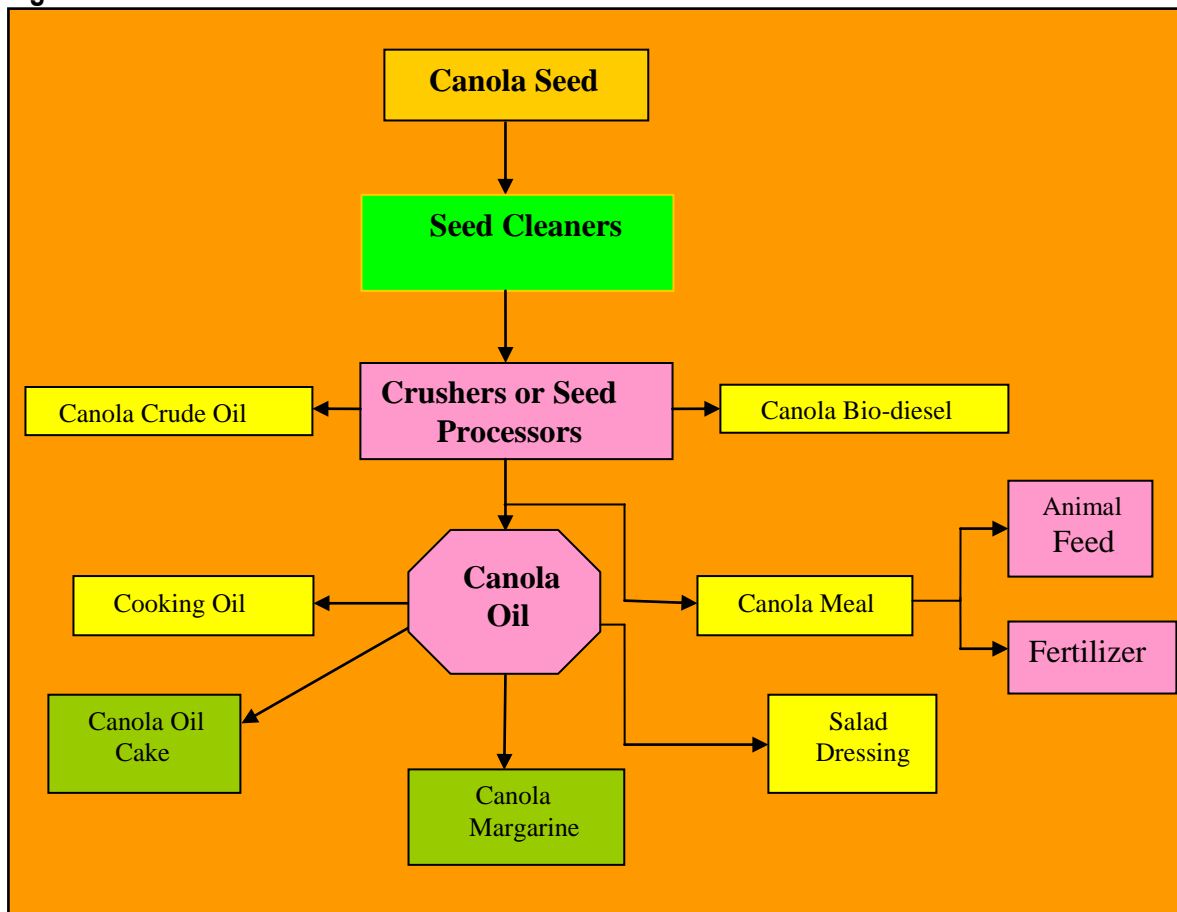 Canola Seed
Seed Cleaners
Crushers or Seed
Processors
Canola Crude Oil
Canola Bio-diesel
Animal
Feed
Canola
Oil
Cooking Oil
Canola Meal
Fertilizer
Canola Oil
Cake
Salad
Dressing
Canola
Margarine